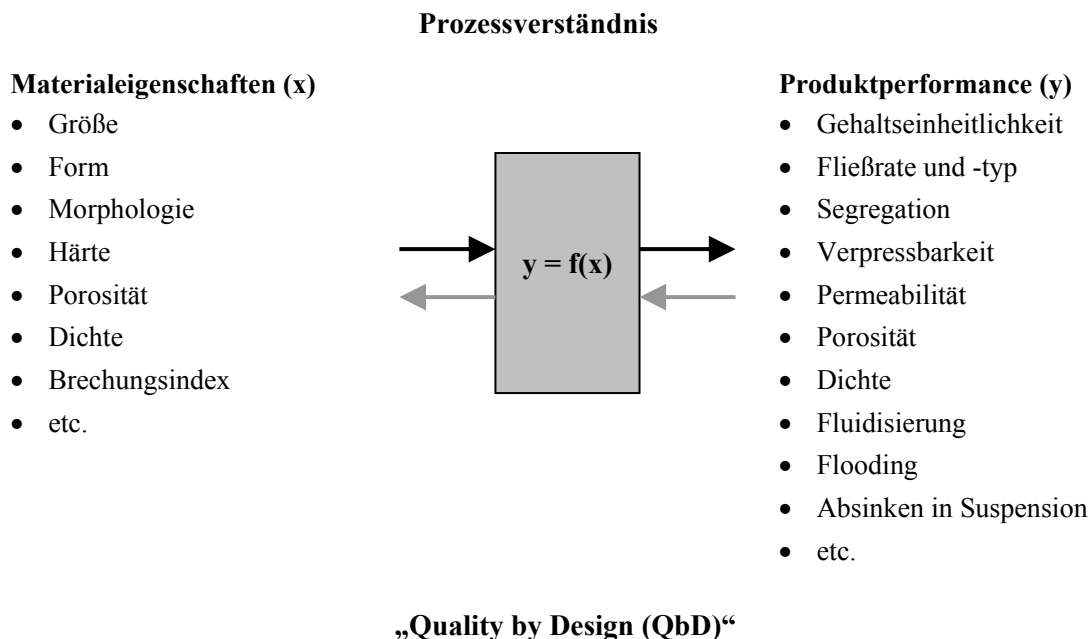 Prozessverständnis
Materialeigenschaften (x)
• Größe
• Form
• Morphologie
• Härte
• Porosität
• Dichte
• Brechungsindex
• etc.
y = f(x)
Produktperformance (y)
• Gehaltseinheitlichkeit
• Fließrate und -typ
• Segregation
• Verpressbarkeit
• Permeabilität
• Porosität
• Dichte
• Fluidisierung
• Flooding
• Absinken in Suspension
• etc.
„Quality by Design (QbD)“